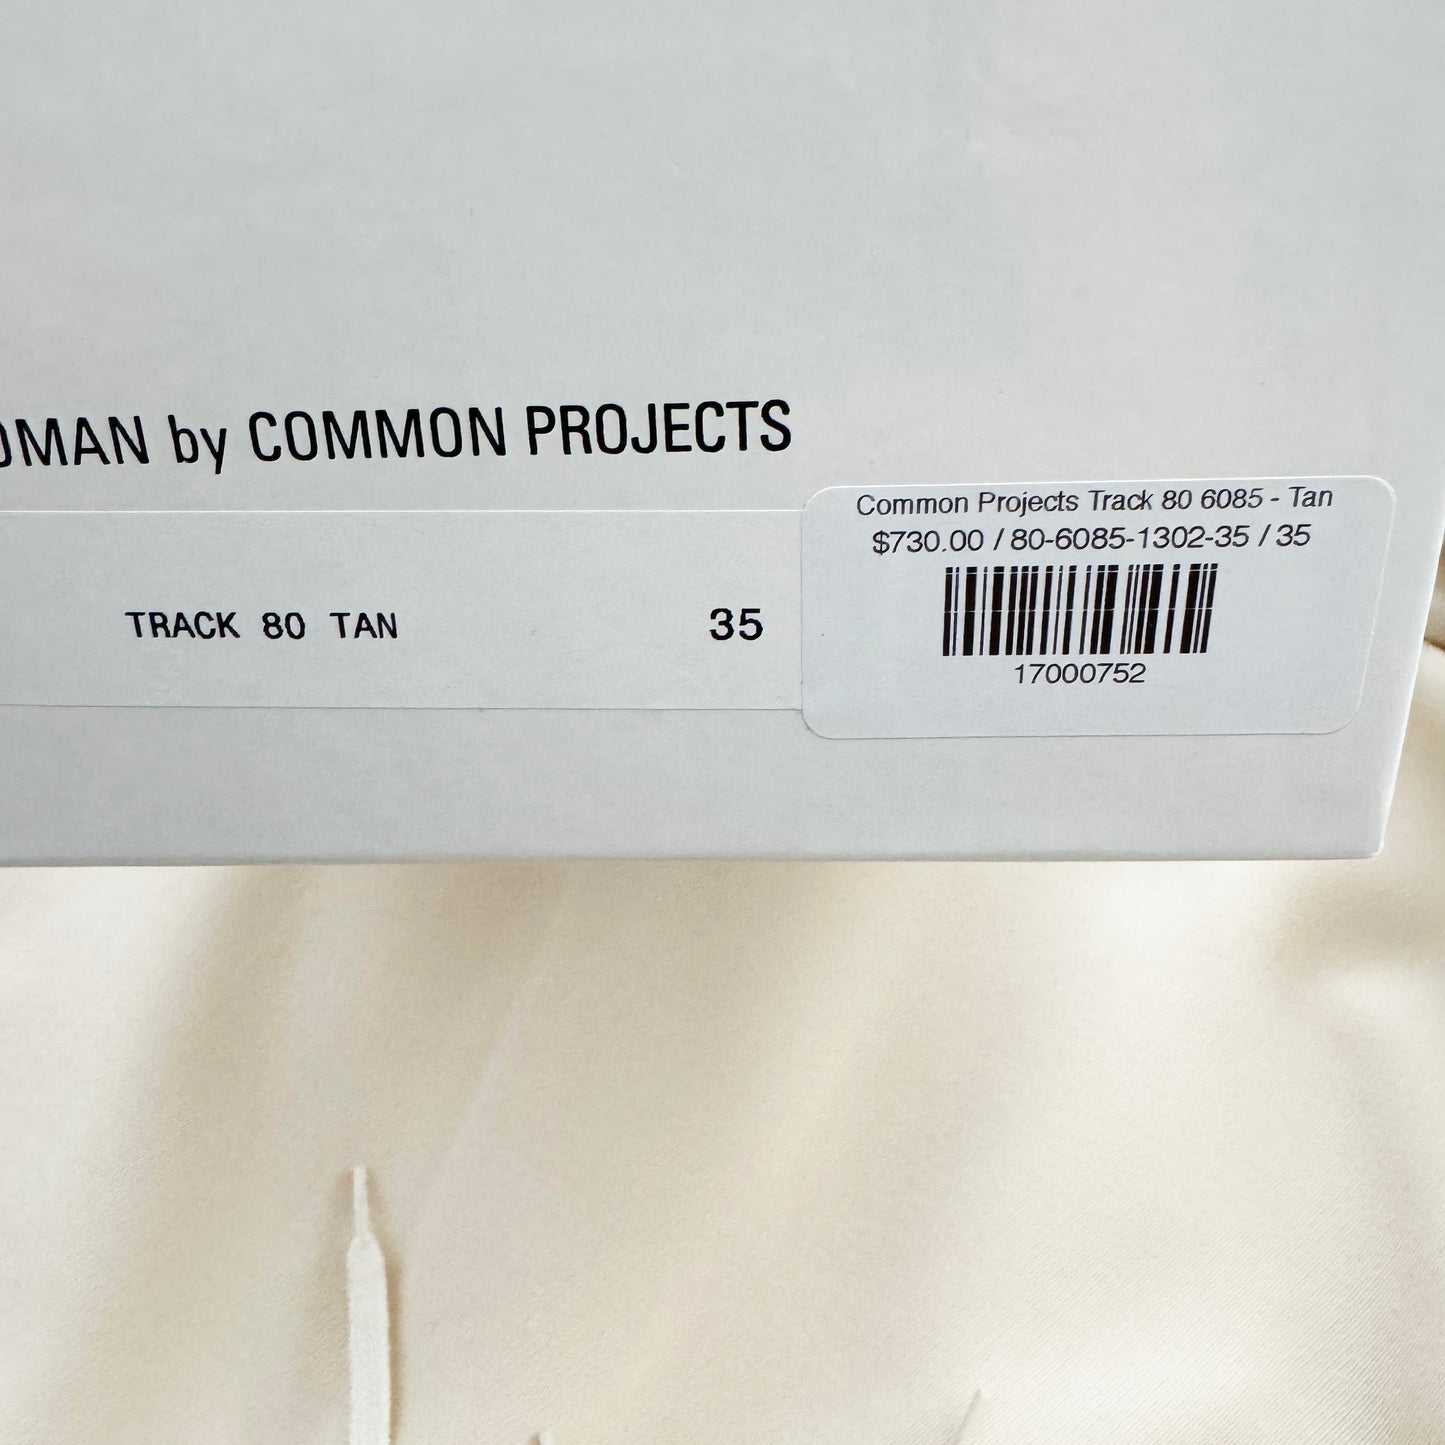 OMAN by COMMON PROJECTS
Common Projects Track 80 6085 - Tan
$730.00 / 80-6085-1302-35 / 35
TRACK 80 TAN 35
17000752